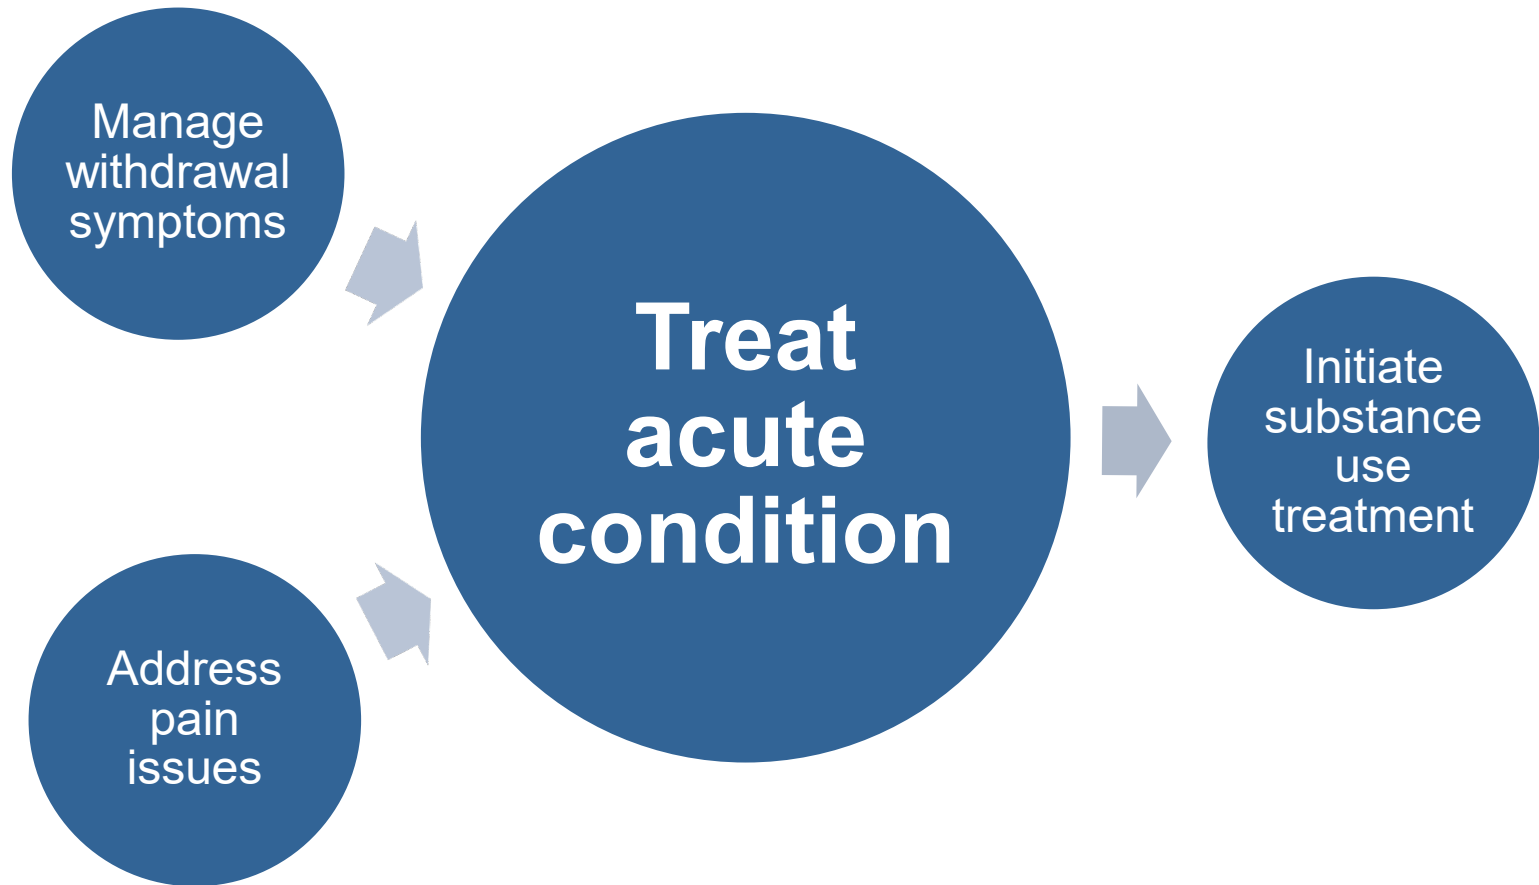 Manage
withdrawal
symptoms
Treat
acute
condition
Initiate
substance
use
treatment
Address
pain
issues